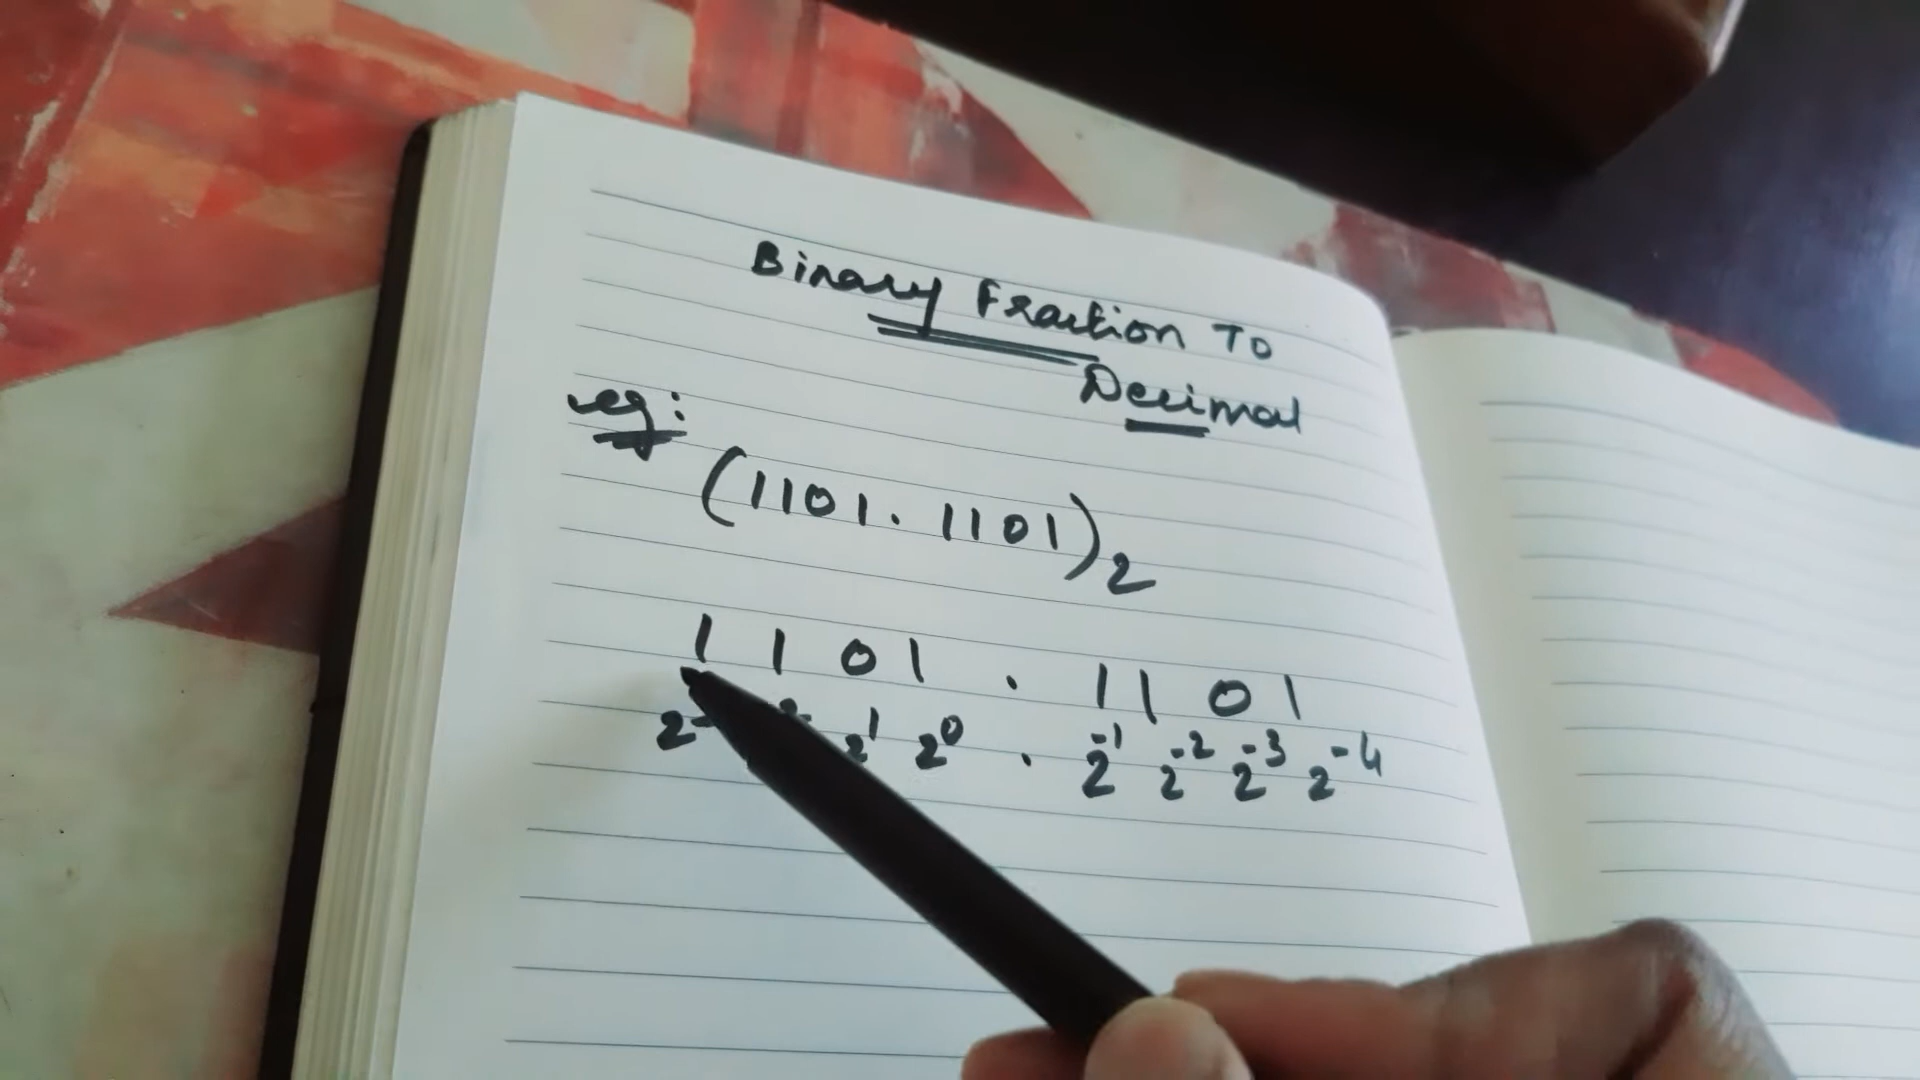 Binary Fraction To
Decimal
eg:
(1101.1101)₂
1 1 0 1 . 1 1 0 1
2¹ 2⁰ . 2⁻¹ 2⁻² 2⁻³ 2⁻⁴